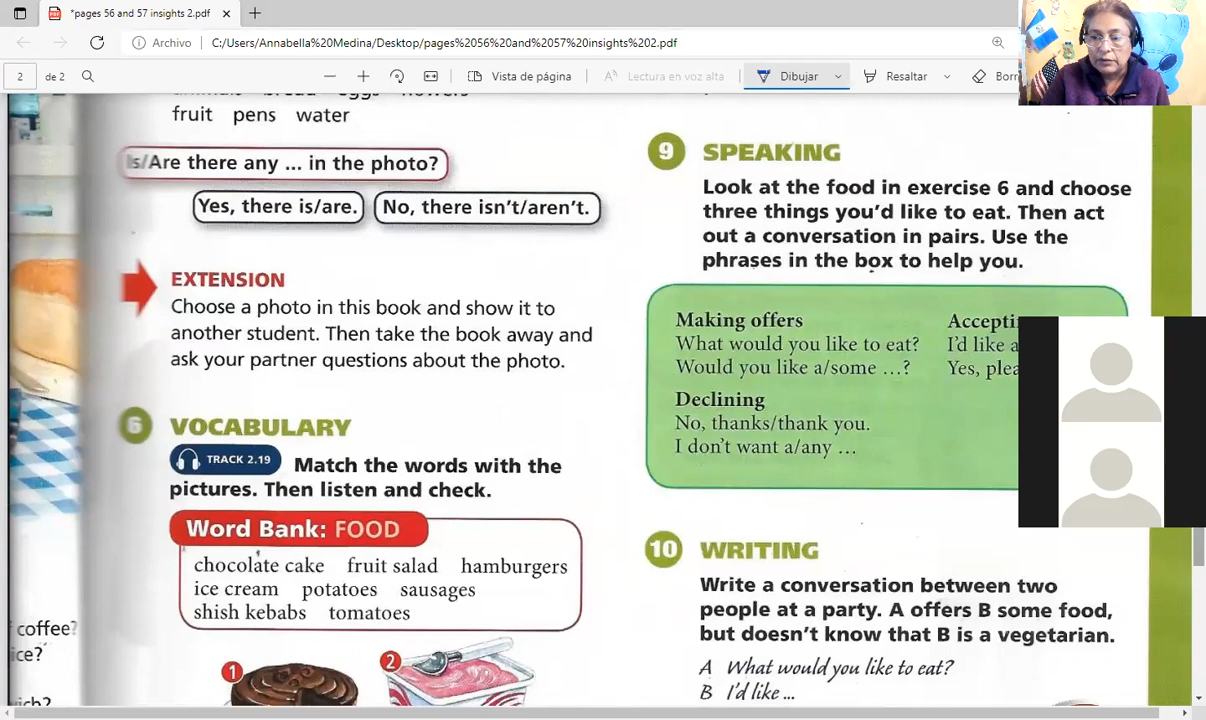 *pages 56 and 57 insights 2.pdf
Archivo C:/Users/Annabella%20Medina/Desktop/pages%2056%20and%2057%20insights%202.pdf
2 de 2 Vista de página Lectura en voz alta Dibujar Resaltar Borr
fruit pens water
Is/Are there any ... in the photo?
Yes, there is/are. No, there isn't/aren't.
EXTENSION
Choose a photo in this book and show it to
another student. Then take the book away and
ask your partner questions about the photo.
6 VOCABULARY
TRACK 2.19 Match the words with the
pictures. Then listen and check.
Word Bank: FOOD
chocolate cake fruit salad hamburgers
ice cream potatoes sausages
shish kebabs tomatoes
1
2
coffee?
ice?
9 SPEAKING
Look at the food in exercise 6 and choose
three things you'd like to eat. Then act
out a conversation in pairs. Use the
phrases in the box to help you.
Making offers
What would you like to eat?
Would you like a/some ...?
Declining
No, thanks/thank you.
I don't want a/any ...
Accepti
I'd like a
Yes, plea
10 WRITING
Write a conversation between two
people at a party. A offers B some food,
but doesn't know that B is a vegetarian.
A What would you like to eat?
B I'd like ...